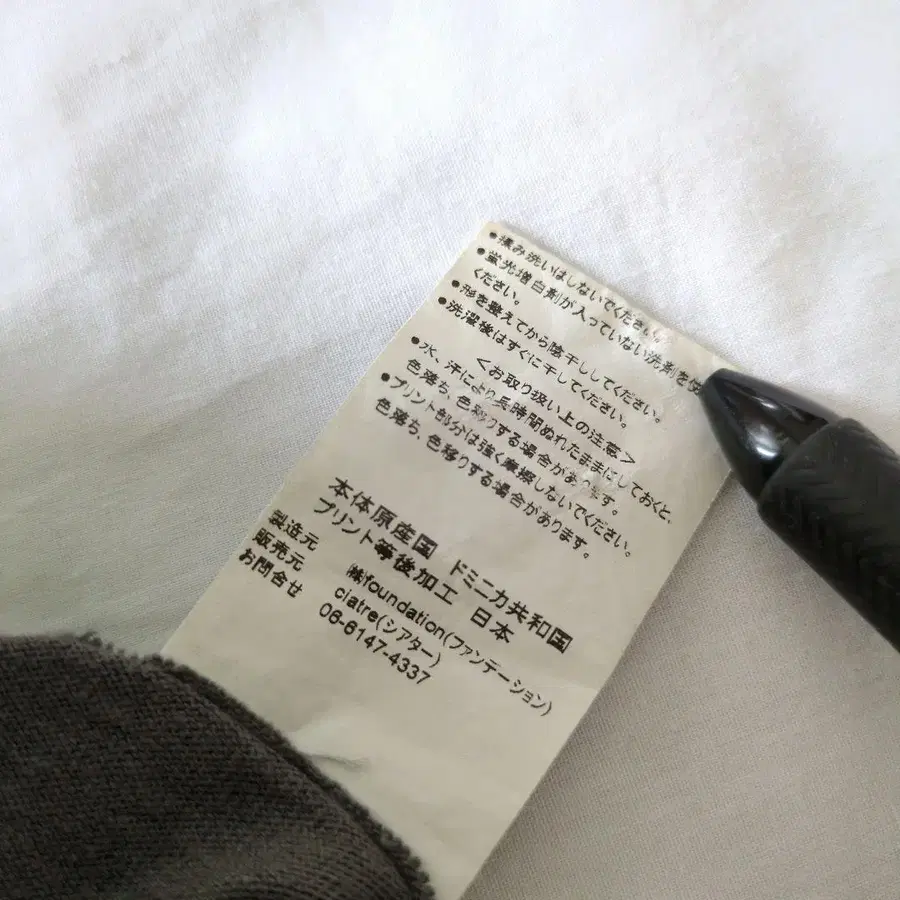 ●揉み洗いはしないでください。
●蛍光増白剤が入っていない洗剤を使
ください。
●形を整えてから陰干ししてください。
●洗濯後はすぐに干してください。
＜お取り扱い上の注意＞
●水、汗により長時間ぬれたままにしておくと、
色落ち、色移りする場合があります。
●プリント部分は強く摩擦しないでください。
色落ち、色移りする場合があります。
本体原産国 ドミニカ共和国
プリント等後加工 日本
製造元 ㈱foundation(ファンデーション)
販売元 ciatre(シアター)
お問合せ 06-6147-4337